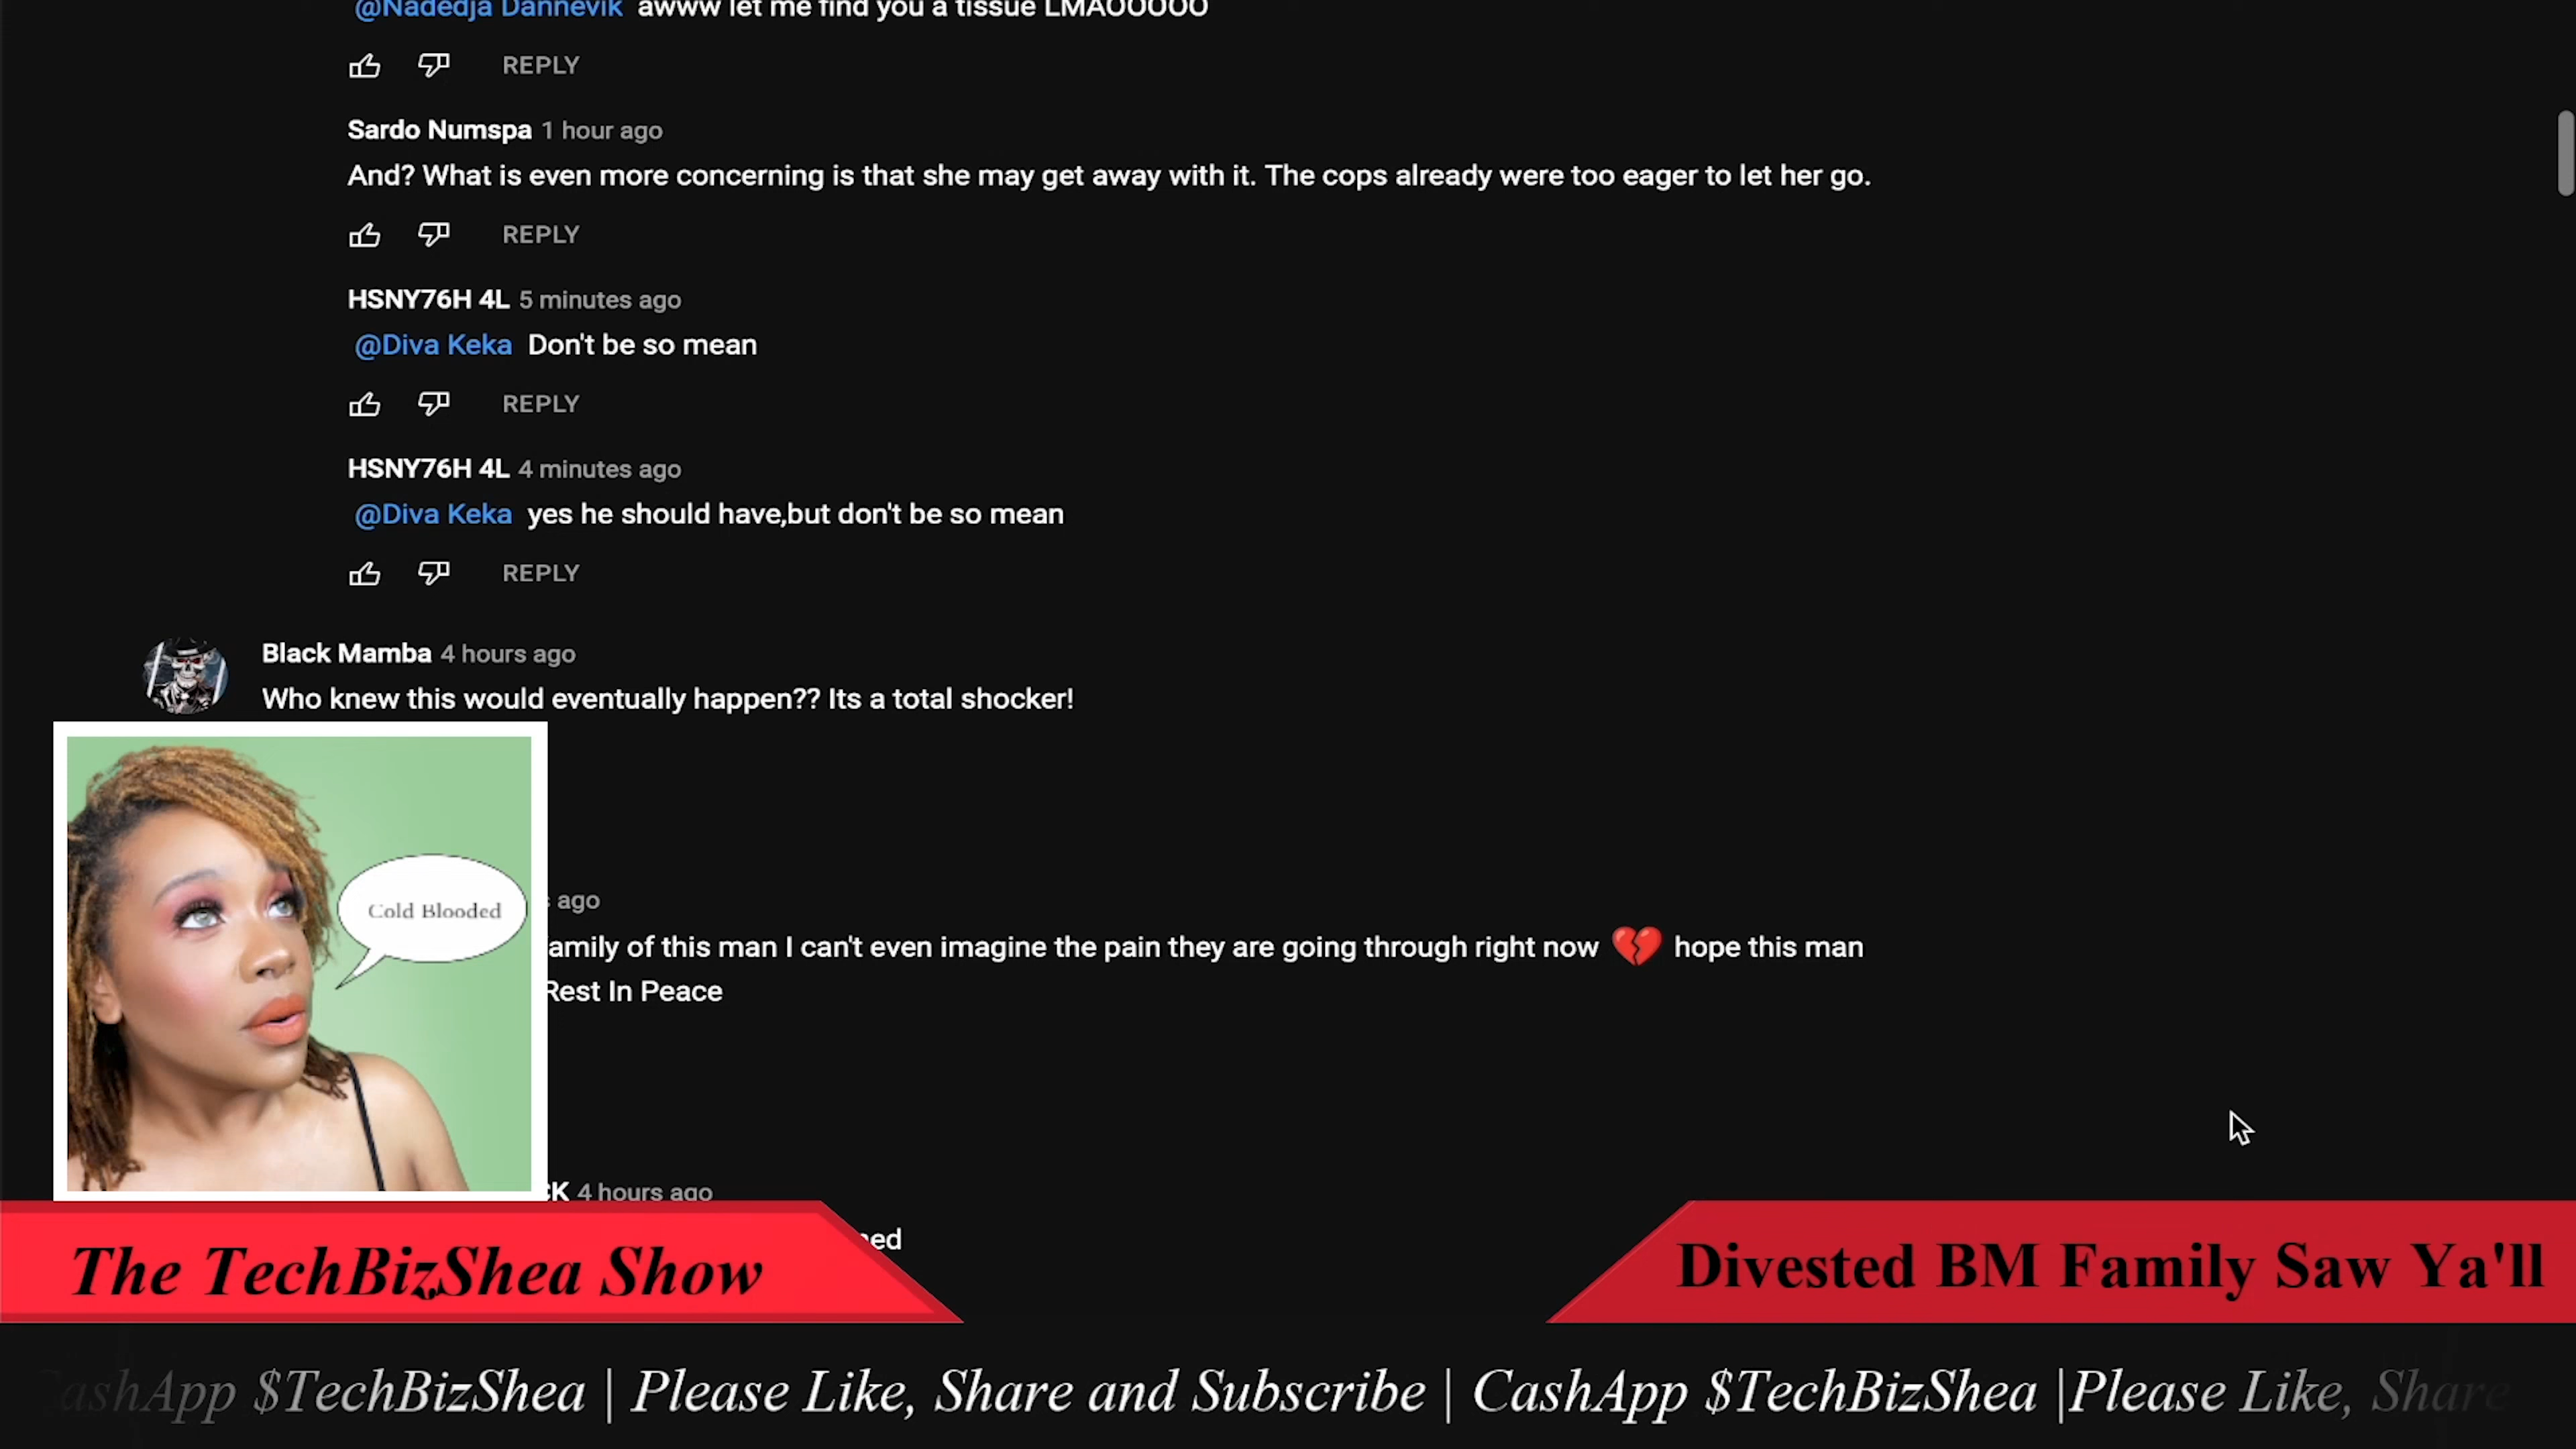 @Nadedja Dannevik awww let me find you a tissue LMAOOOOO
REPLY
Sardo Numspa 1 hour ago
And? What is even more concerning is that she may get away with it. The cops already were too eager to let her go.
REPLY
HSNY76H 4L 5 minutes ago
@Diva Keka Don't be so mean
REPLY
HSNY76H 4L 4 minutes ago
@Diva Keka yes he should have,but don't be so mean
REPLY
Black Mamba 4 hours ago
Who knew this would eventually happen?? Its a total shocker!
Cold Blooded
ago
family of this man I can't even imagine the pain they are going through right now 💔 hope this man
Rest In Peace
CK 4 hours ago
ned
The TechBizShea Show
Divested BM Family Saw Ya'll
CashApp $TechBizShea | Please Like, Share and Subscribe | CashApp $TechBizShea |Please Like, Share